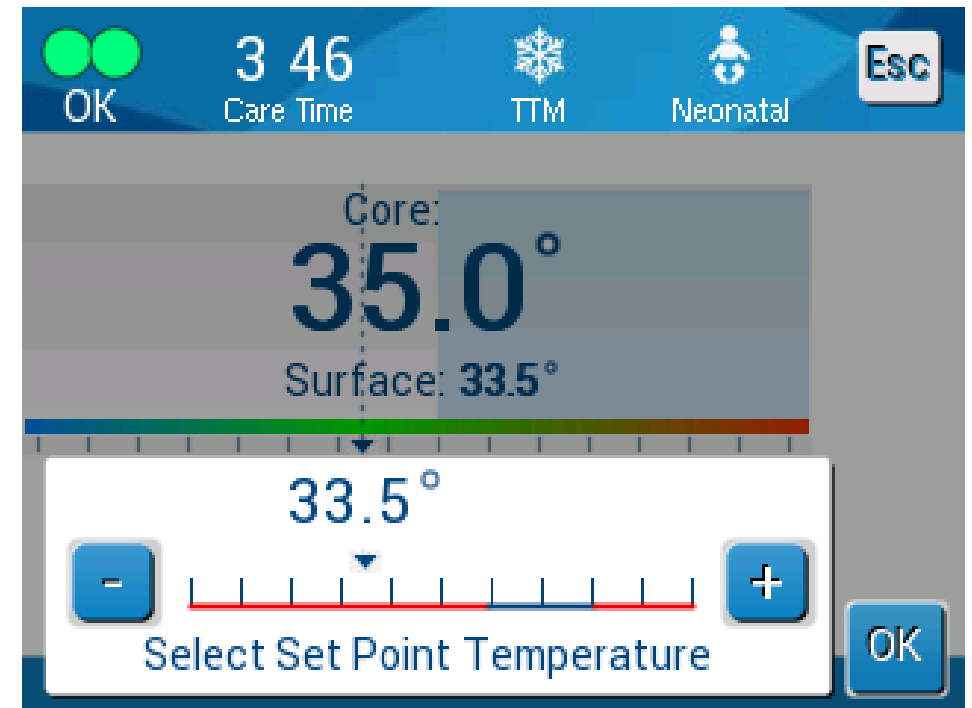 3 46 Esc
OK Care Time TTM Neonatal
Core:
35.0°
Surface: 33.5°
33.5°
- +
Select Set Point Temperature
OK